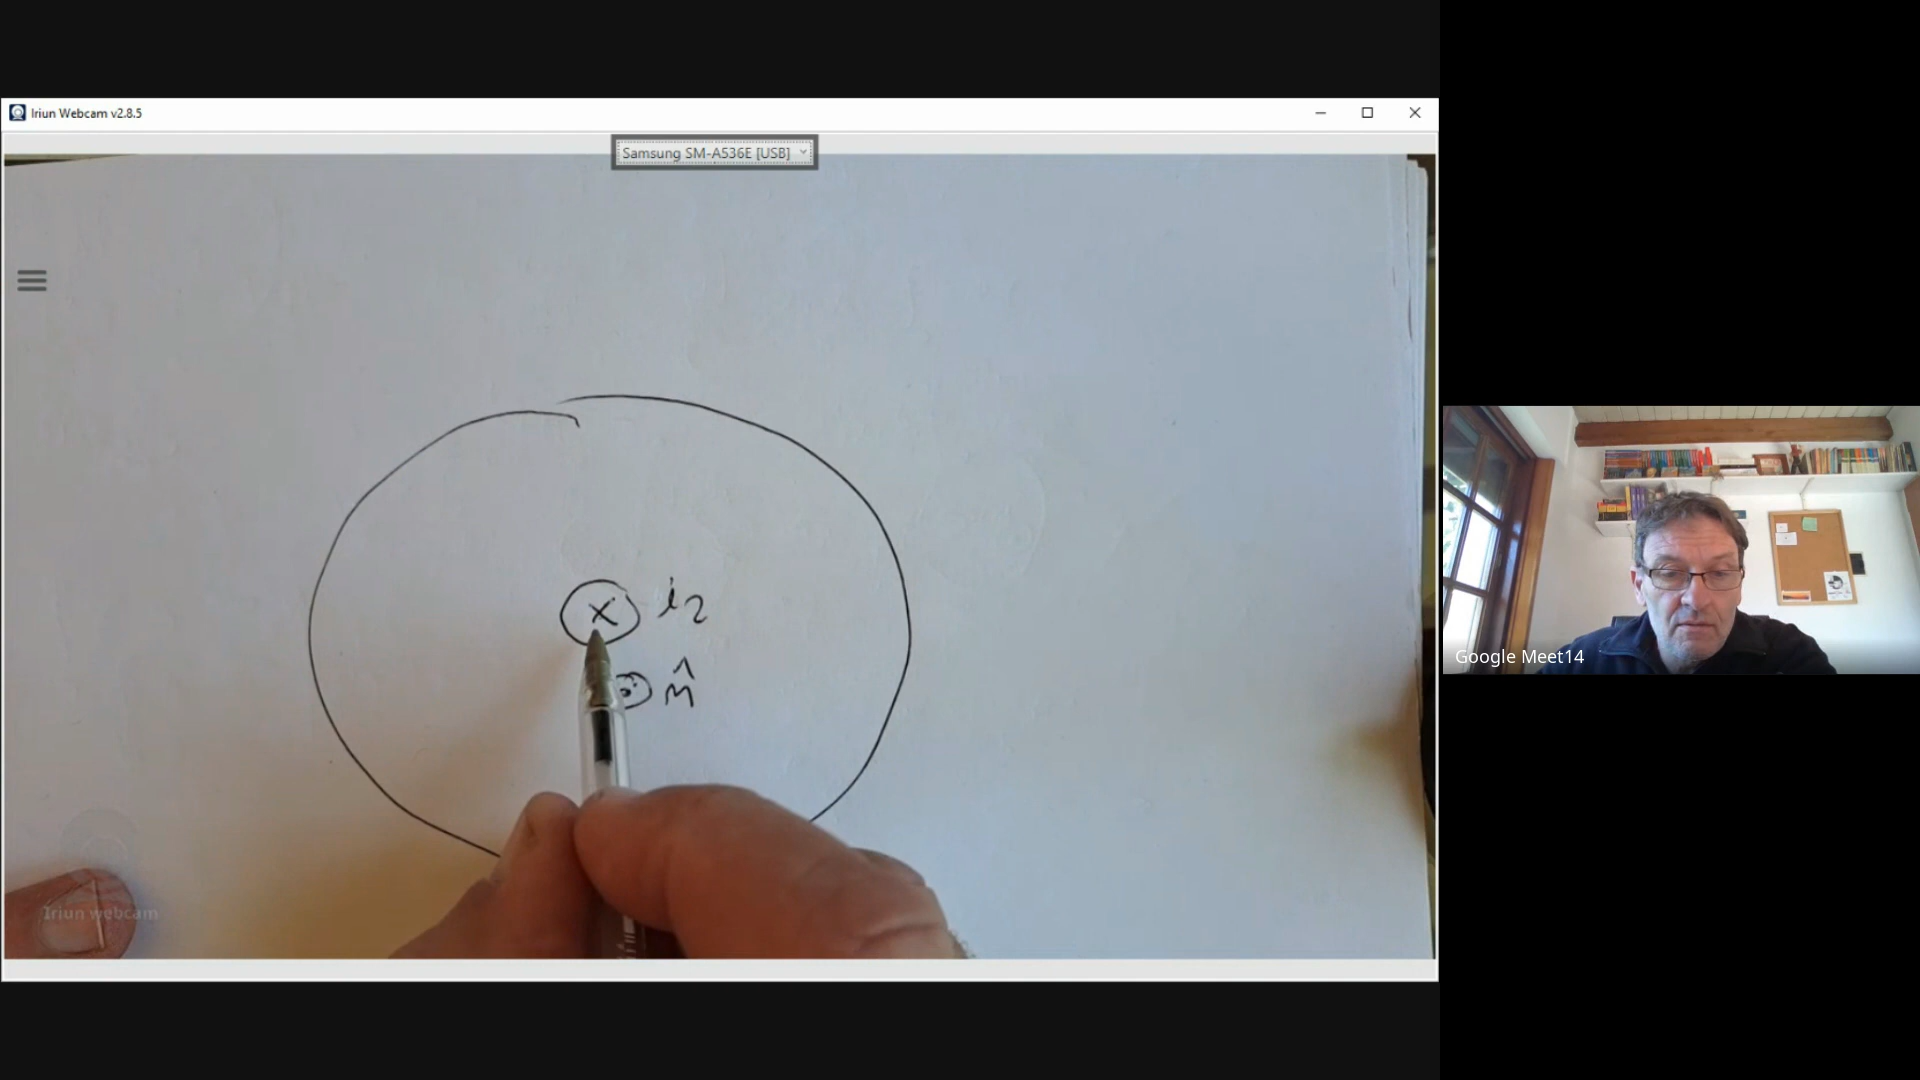 Iriun Webcam v2.8.5
Samsung SM-A536E [USB]
x i₂
n̂
Iriun webcam
Google Meet14